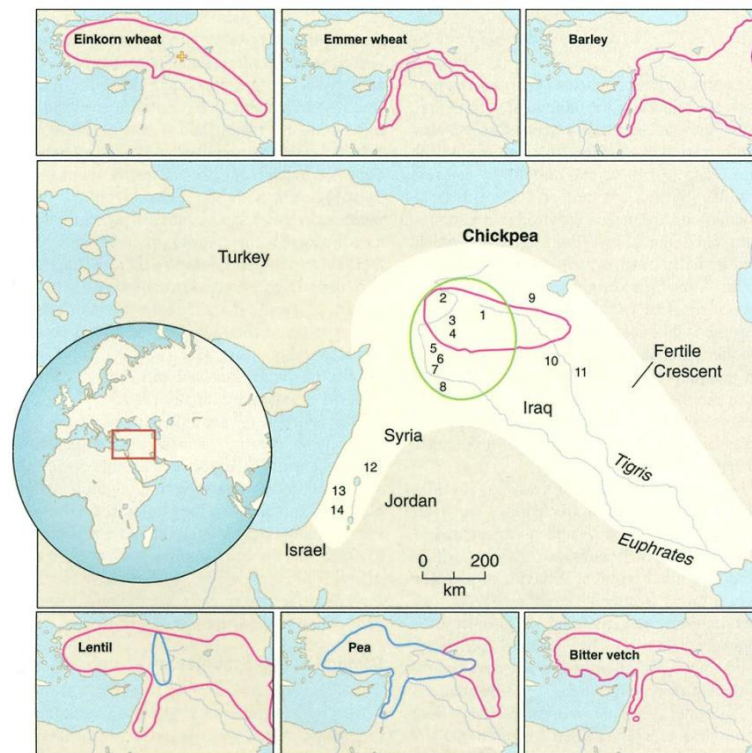 Einkorn wheat
Emmer wheat
Barley
Chickpea
Turkey
2
1
9
3
4
5
6
7
8
10
11
Fertile
Crescent
Iraq
Syria
Tigris
12
13
14
Jordan
Israel
0 200
km
Euphrates
Lentil
Pea
Bitter vetch